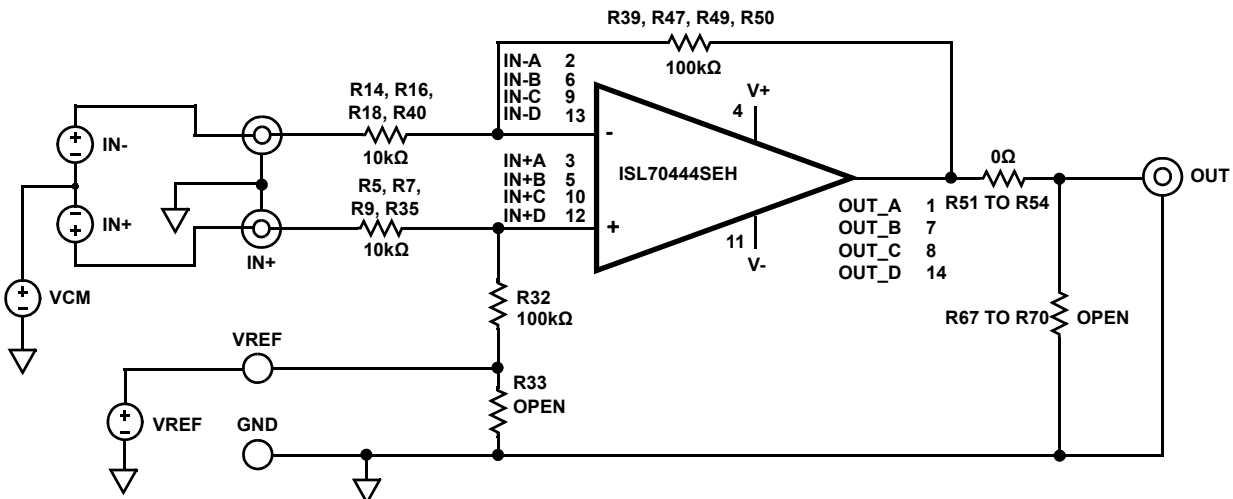 R39, R47, R49, R50
100kΩ
IN-A 2
IN-B 6
IN-C 9
IN-D 13
R14, R16,
R18, R40
10kΩ
V+
4
-
ISL70444SEH
IN-
IN+A 3
IN+B 5
IN+C 10
IN+D 12
+
R5, R7,
R9, R35
10kΩ
IN+
IN+
11
V-
0Ω
R51 TO R54
OUT
OUT_A 1
OUT_B 7
OUT_C 8
OUT_D 14
VCM
R32
100kΩ
R67 TO R70
OPEN
VREF
R33
OPEN
VREF
GND